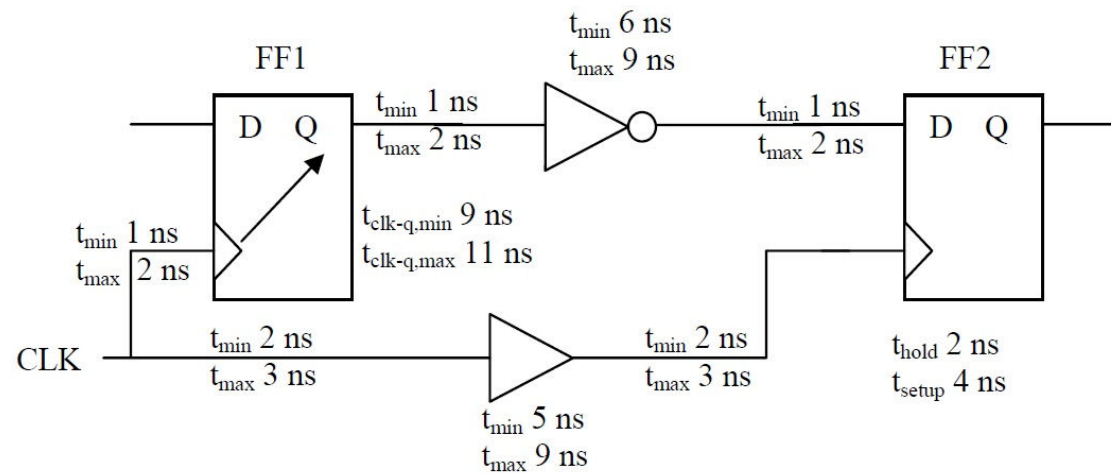 t_min 6 ns
t_max 9 ns
FF1
FF2
t_min 1 ns
t_max 2 ns
t_min 1 ns
t_max 2 ns
D Q
D Q
t_clk-q,min 9 ns
t_clk-q,max 11 ns
t_min 1 ns
t_max 2 ns
CLK
t_min 2 ns
t_max 3 ns
t_min 2 ns
t_max 3 ns
t_hold 2 ns
t_setup 4 ns
t_min 5 ns
t_max 9 ns